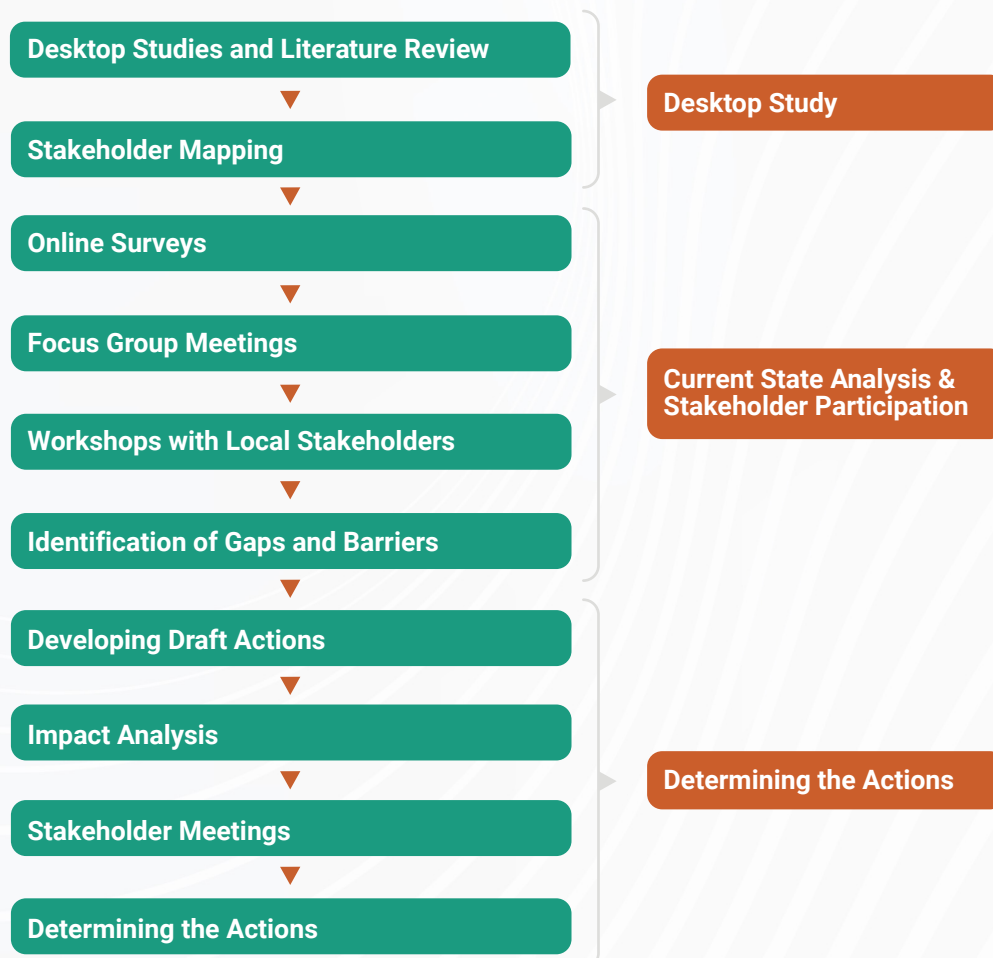 Desktop Studies and Literature Review
Stakeholder Mapping
Desktop Study
Online Surveys
Focus Group Meetings
Workshops with Local Stakeholders
Identification of Gaps and Barriers
Current State Analysis &
Stakeholder Participation
Developing Draft Actions
Impact Analysis
Stakeholder Meetings
Determining the Actions
Determining the Actions